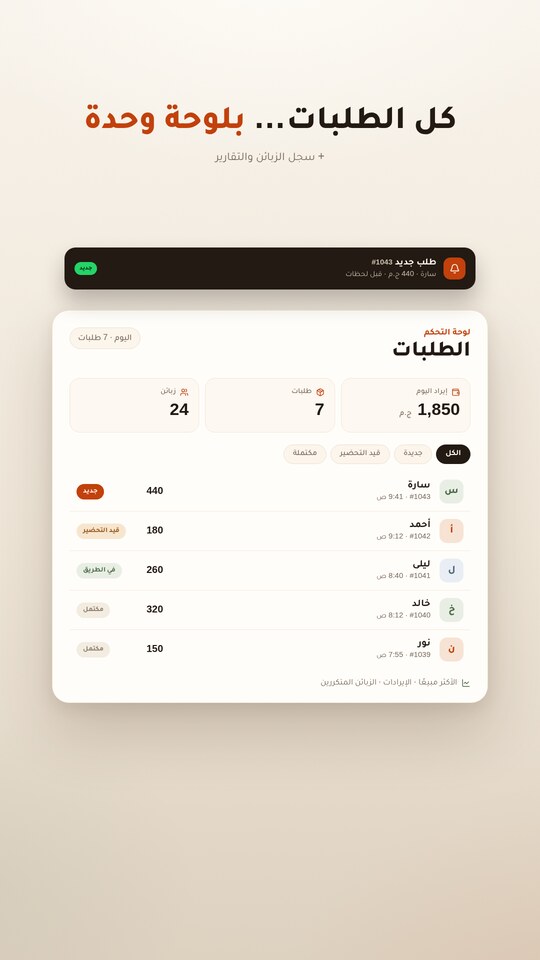 كل الطلبات... بلوحة وحدة
+ سجل الزبائن والتقارير
طلب جديد 1043#
سارة · 440 ج.م · قبل لحظات
جديد
لوحة التحكم
الطلبات
اليوم · 7 طلبات
إيراد اليوم
1,850 ج.م
طلبات
7
زبائن
24
الكل
جديدة
قيد التحضير
مكتملة
س
سارة
1043# · 9:41 ص
440
جديد
أ
أحمد
1042# · 9:12 ص
180
قيد التحضير
ل
ليلى
1041# · 8:40 ص
260
في الطريق
خ
خالد
1040# · 8:12 ص
320
مكتمل
ن
نور
1039# · 7:55 ص
150
مكتمل
الأكثر مبيعًا · الإيرادات · الزبائن المتكررين